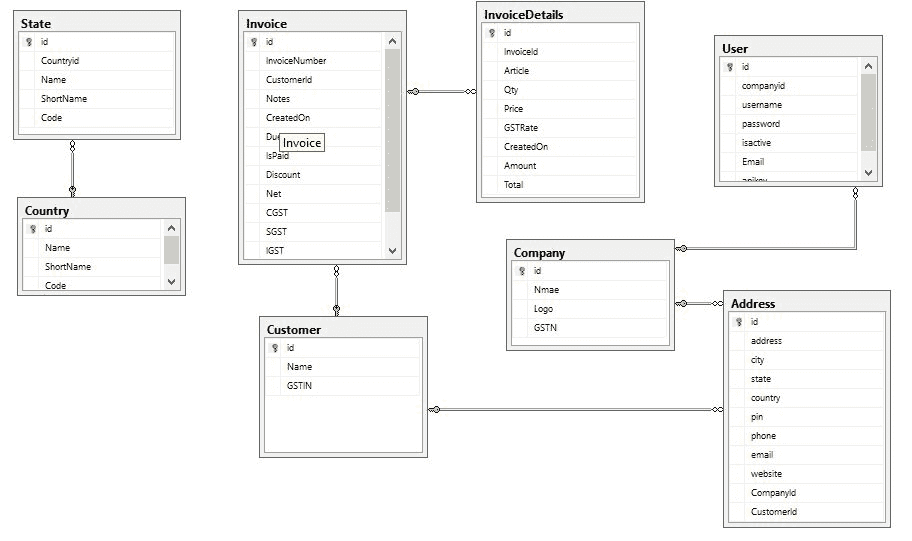 State
id
Countryid
Name
ShortName
Code
Country
id
Name
ShortName
Code
Invoice
id
InvoiceNumber
CustomerId
Notes
CreatedOn
Due
Invoice
IsPaid
Discount
Net
CGST
SGST
IGST
Customer
id
Name
GSTIN
InvoiceDetails
id
InvoiceId
Article
Qty
Price
GSTRate
CreatedOn
Amount
Total
Company
id
Nmae
Logo
GSTN
User
id
companyid
username
password
isactive
Email
apikey
Address
id
address
city
state
country
pin
phone
email
website
CompanyId
CustomerId